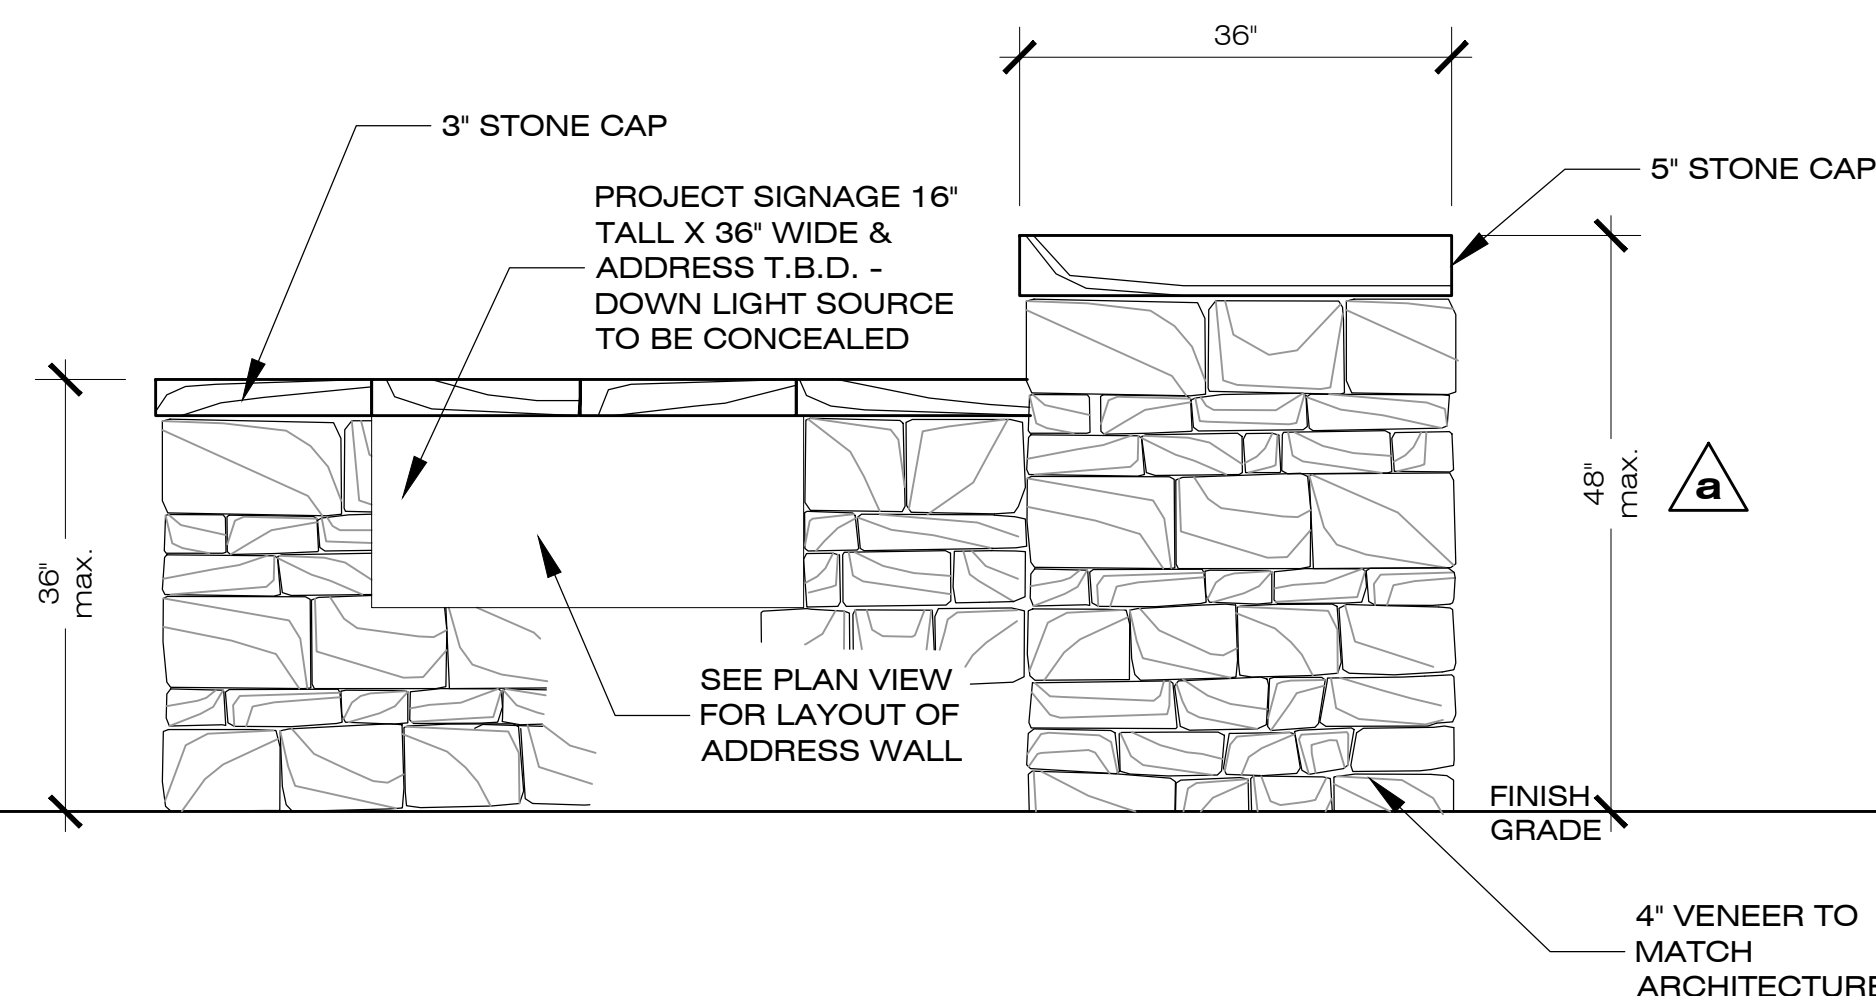 36"
3" STONE CAP
5" STONE CAP
PROJECT SIGNAGE 16"
TALL X 36" WIDE &
ADDRESS T.B.D. -
DOWN LIGHT SOURCE
TO BE CONCEALED
36"
max.
48"
max.
a
SEE PLAN VIEW
FOR LAYOUT OF
ADDRESS WALL
FINISH
GRADE
4" VENEER TO
MATCH
ARCHITECTURE